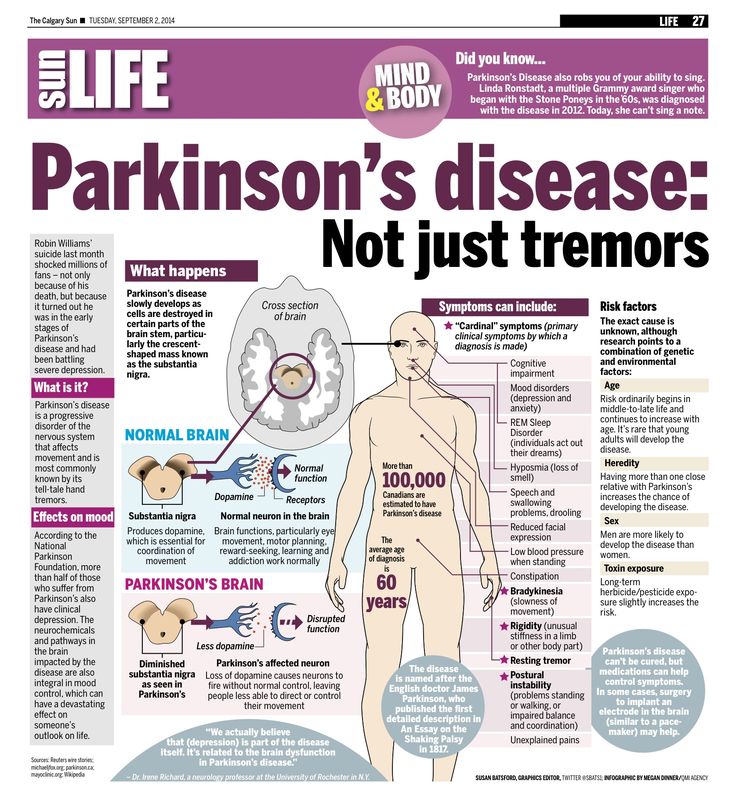 The Calgary Sun ■ TUESDAY, SEPTEMBER 2, 2014
LIFE 27
sun LIFE
MIND
& BODY
Did you know...
Parkinson's Disease also robs you of your ability to sing.
Linda Ronstadt, a multiple Grammy award singer who
began with the Stone Poneys in the '60s, was diagnosed
with the disease in 2012. Today, she can't sing a note.
Parkinson's disease:
Not just tremors
Robin Williams'
suicide last month
shocked millions of
fans – not only
because of his
death, but because
it turned out he
was in the early
stages of
Parkinson's
disease and had
been battling
severe depression.
What is it?
Parkinson's disease
is a progressive
disorder of the
nervous system
that affects
movement and is
most commonly
known by its
tell-tale hand
tremors.
Effects on mood
According to the
National
Parkinson
Foundation, more
than half of those
who suffer from
Parkinson's also
have clinical
depression. The
neurochemicals
and pathways in
the brain
impacted by the
disease are also
integral in mood
control, which can
have a devastating
effect on
someone's
outlook on life.
Sources: Reuters wire stories;
michaeljfox.org; parkinson.ca;
mayoclinic.org; Wikipedia
What happens
Parkinson's disease
slowly develops as
cells are destroyed in
certain parts of the
brain stem, particu-
larly the crescent-
shaped mass known
as the substantia
nigra.
Cross section
of brain
NORMAL BRAIN
Dopamine
Receptors
Normal
function
Substantia nigra
Produces dopamine,
which is essential for
coordination of
movement
Normal neuron in the brain
Brain functions, particularly eye
movement, motor planning,
reward-seeking, learning and
addiction work normally
PARKINSON'S BRAIN
Less dopamine
Disrupted
function
Diminished
substantia nigra
as seen in
Parkinson's
Parkinson's affected neuron
Loss of dopamine causes neurons to
fire without normal control, leaving
people less able to direct or control
their movement
"We actually believe
that (depression) is part of the disease
itself. It's related to the brain dysfunction
in Parkinson's disease."
– Dr. Irene Richard, a neurology professor at the University of Rochester in N.Y.
More than
100,000
Canadians are
estimated to have
Parkinson's disease
The
average age
of diagnosis
is
60
years
The disease
is named after the
English doctor James
Parkinson, who
published the first
detailed description in
An Essay on the
Shaking Palsy
in 1817.
Symptoms can include:
★ "Cardinal" symptoms (primary
clinical symptoms by which a
diagnosis is made)
Cognitive
impairment
Mood disorders
(depression and
anxiety)
REM Sleep
Disorder
(individuals act out
their dreams)
Hyposmia (loss of
smell)
Speech and
swallowing
problems, drooling
Reduced facial
expression
Low blood pressure
when standing
Constipation
★ Bradykinesia
(slowness of
movement)
★ Rigidity (unusual
stiffness in a limb
or other body part)
★ Resting tremor
★ Postural
instability
(problems standing
or walking, or
impaired balance
and coordination)
Unexplained pains
Risk factors
The exact cause is
unknown, although
research points to a
combination of genetic
and environmental
factors:
Age
Risk ordinarily begins in
middle-to-late life and
continues to increase with
age. It's rare that young
adults will develop the
disease.
Heredity
Having more than one close
relative with Parkinson's
increases the chance of
developing the disease.
Sex
Men are more likely to
develop the disease than
women.
Toxin exposure
Long-term
herbicide/pesticide expo-
sure slightly increases the
risk.
Parkinson's disease
can't be cured, but
medications can help
control symptoms.
In some cases, surgery
to implant an
electrode in the brain
(similar to a pace-
maker) may help.
SUSAN BATSFORD, GRAPHICS EDITOR, TWITTER @SBATS1; INFOGRAPHIC BY MEGAN DINNER/QMI AGENCY